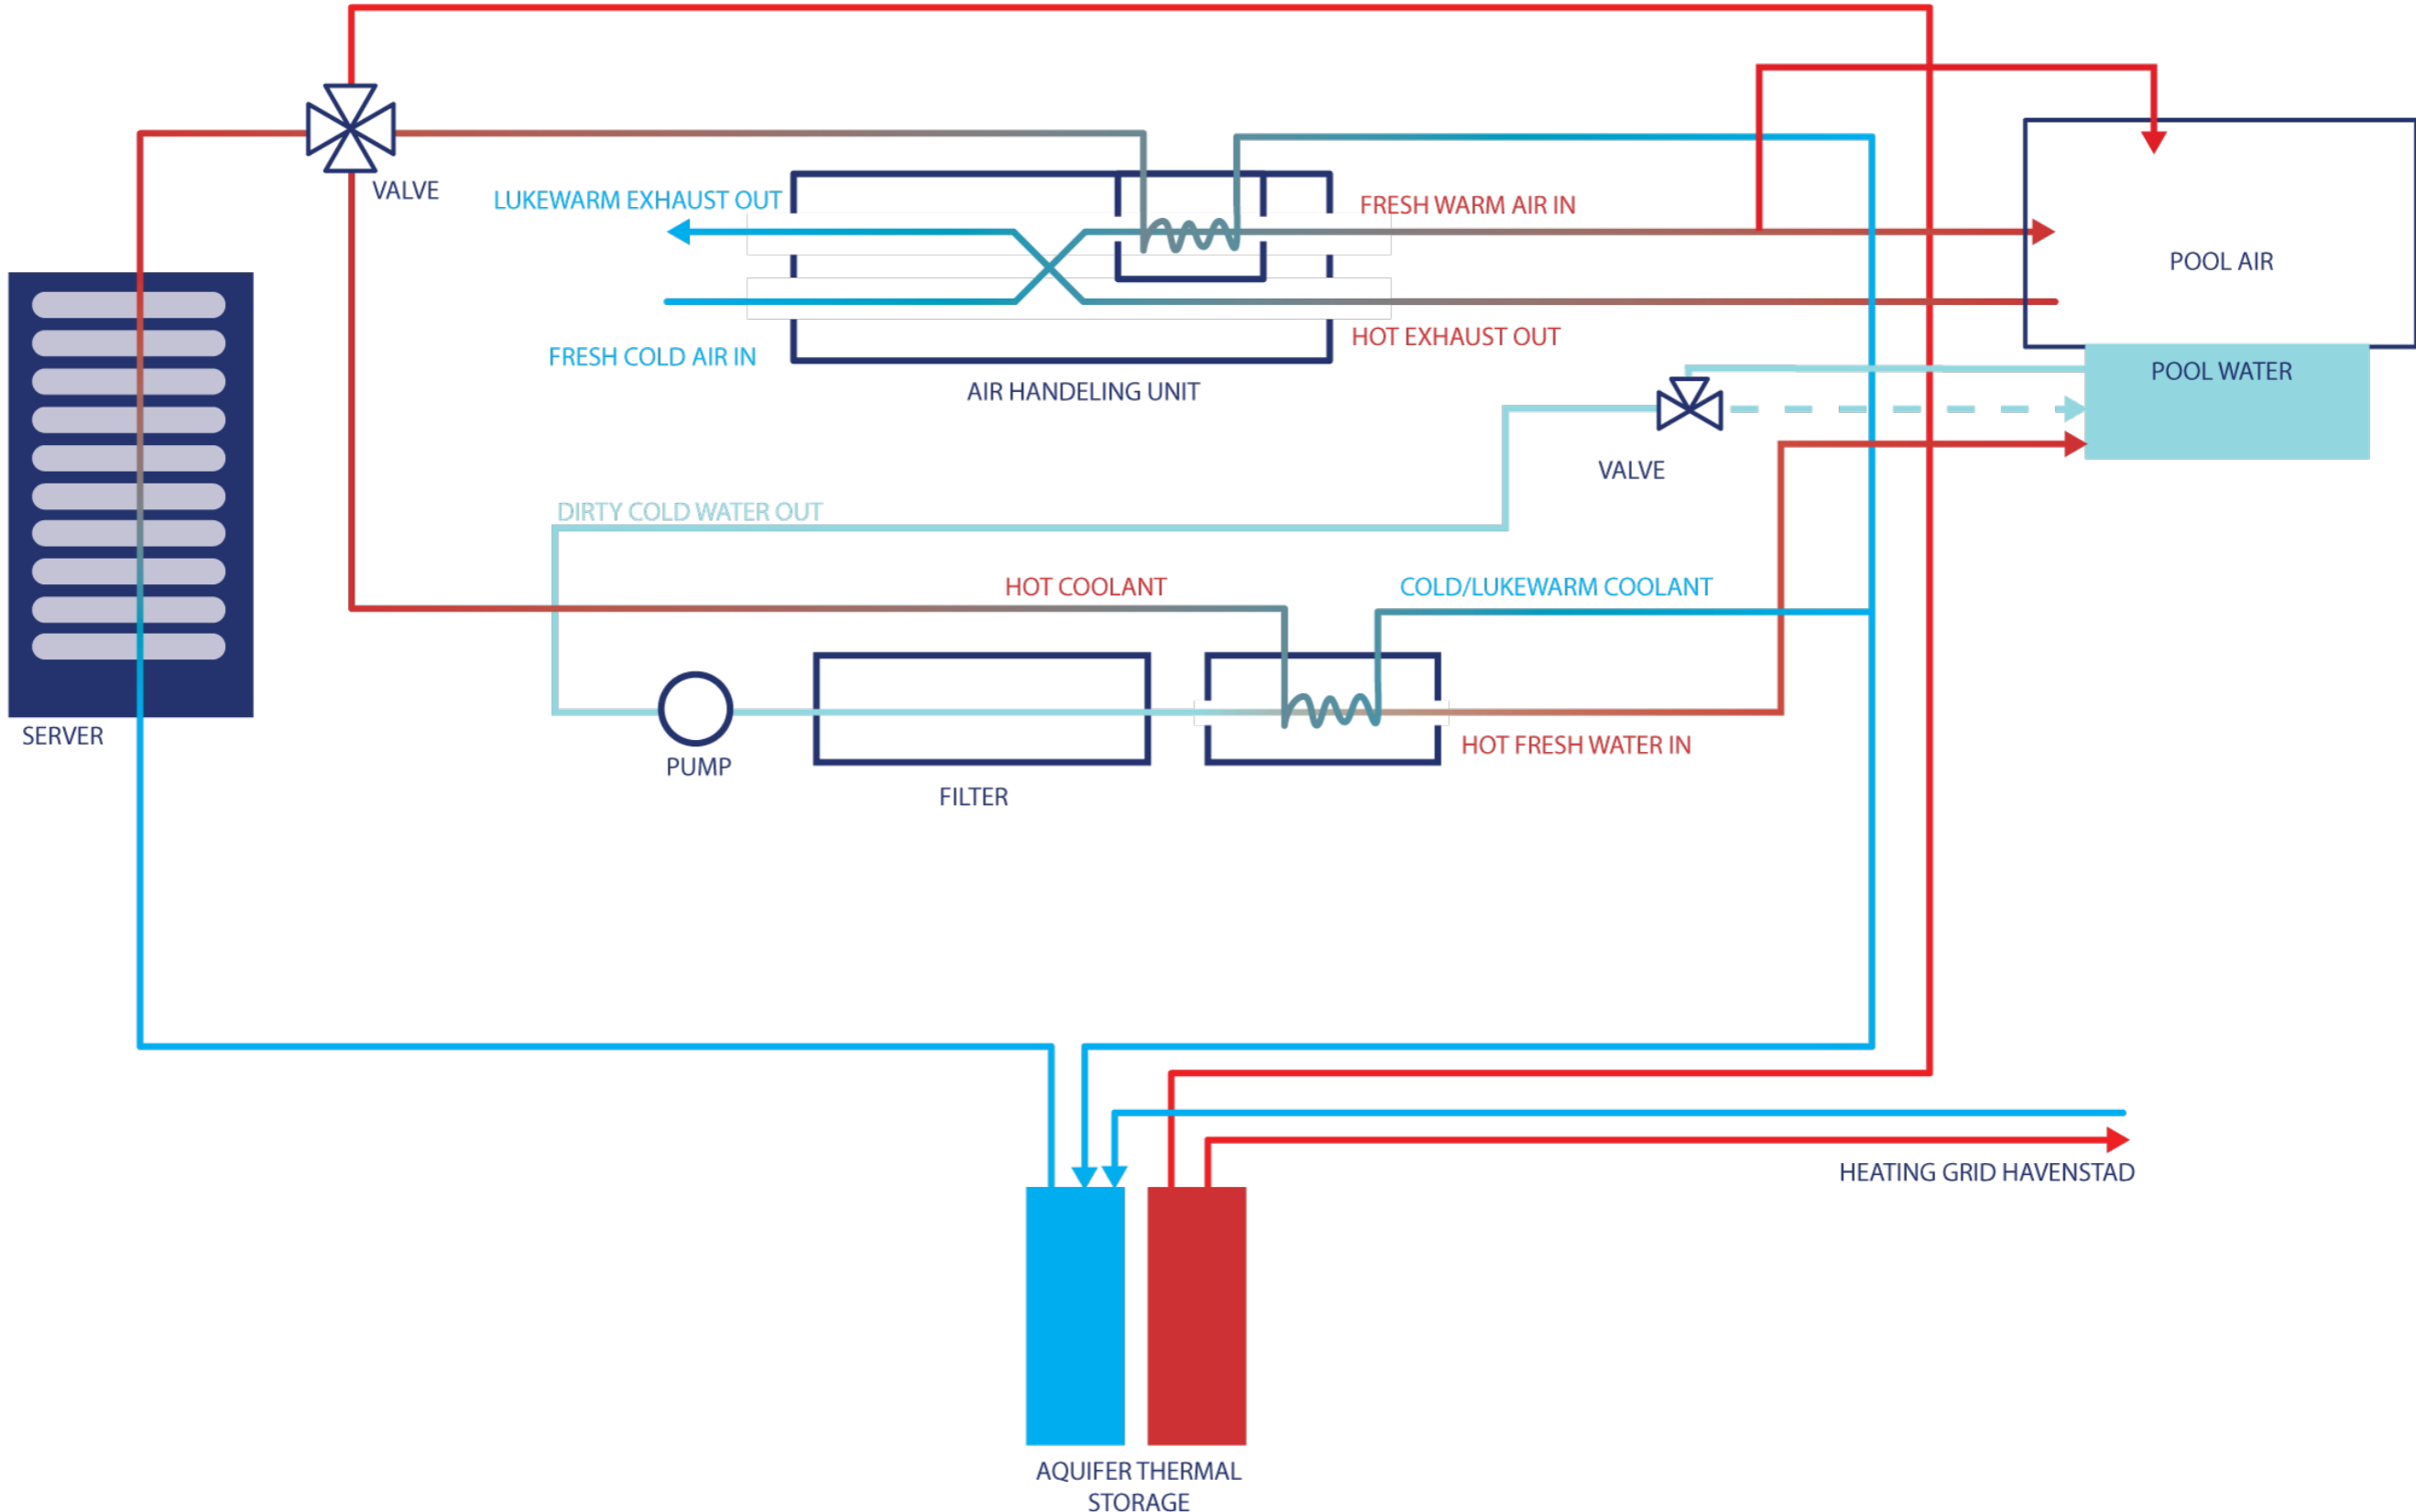 VALVE
LUKEWARM EXHAUST OUT
FRESH WARM AIR IN
POOL AIR
HOT EXHAUST OUT
FRESH COLD AIR IN
AIR HANDELING UNIT
POOL WATER
VALVE
DIRTY COLD WATER OUT
HOT COOLANT
COLD/LUKEWARM COOLANT
SERVER
PUMP
HOT FRESH WATER IN
FILTER
HEATING GRID HAVENSTAD
AQUIFER THERMAL
STORAGE